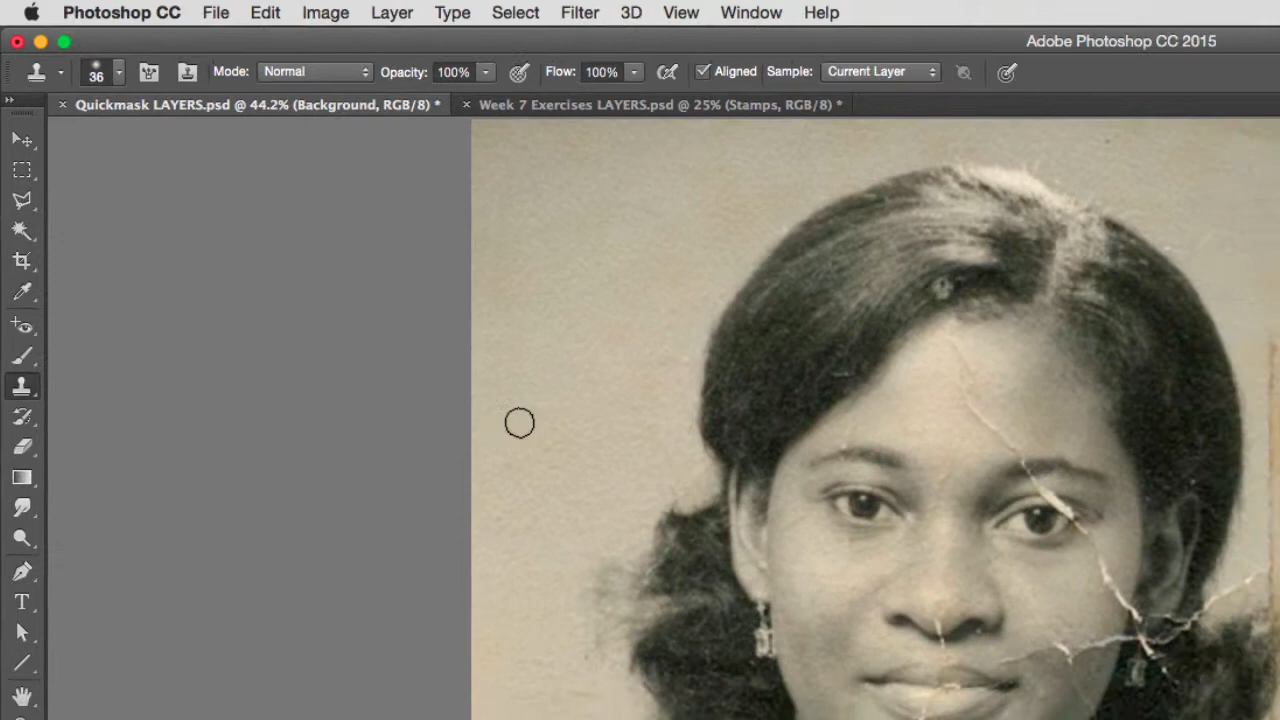 Photoshop CC File Edit Image Layer Type Select Filter 3D View Window Help
Adobe Photoshop CC 2015
36 Mode: Normal Opacity: 100% Flow: 100% Aligned Sample: Current Layer
Quickmask LAYERS.psd @ 44.2% (Background, RGB/8) * Week 7 Exercises LAYERS.psd @ 25% (Stamps, RGB/8) *